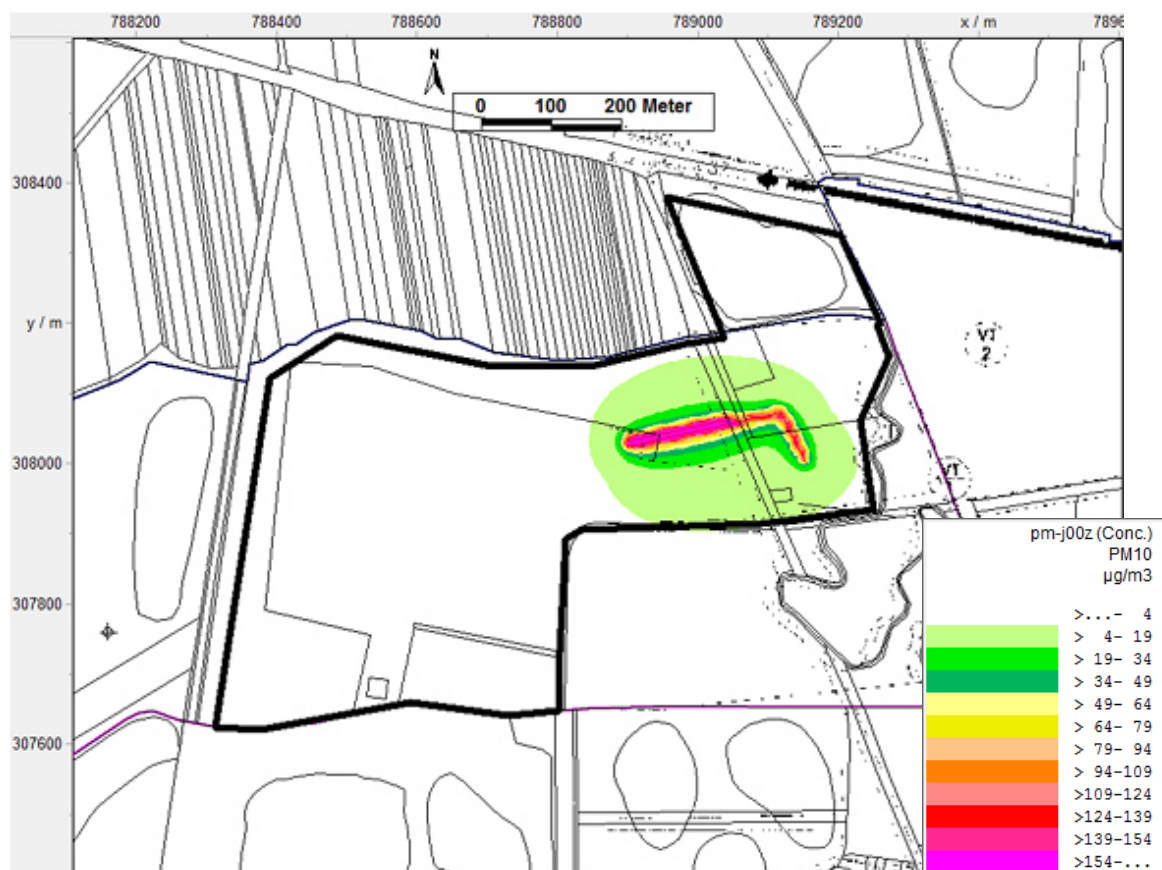 788200 788400 788600 788800 789000 789200 x / m 7896
N
0 100 200 Meter
308400
y / m
VT
2
308000
VT
307800
307600
pm-j00z (Conc.)
PM10
µg/m3
>...- 4
> 4- 19
> 19- 34
> 34- 49
> 49- 64
> 64- 79
> 79- 94
> 94-109
>109-124
>124-139
>139-154
>154-...